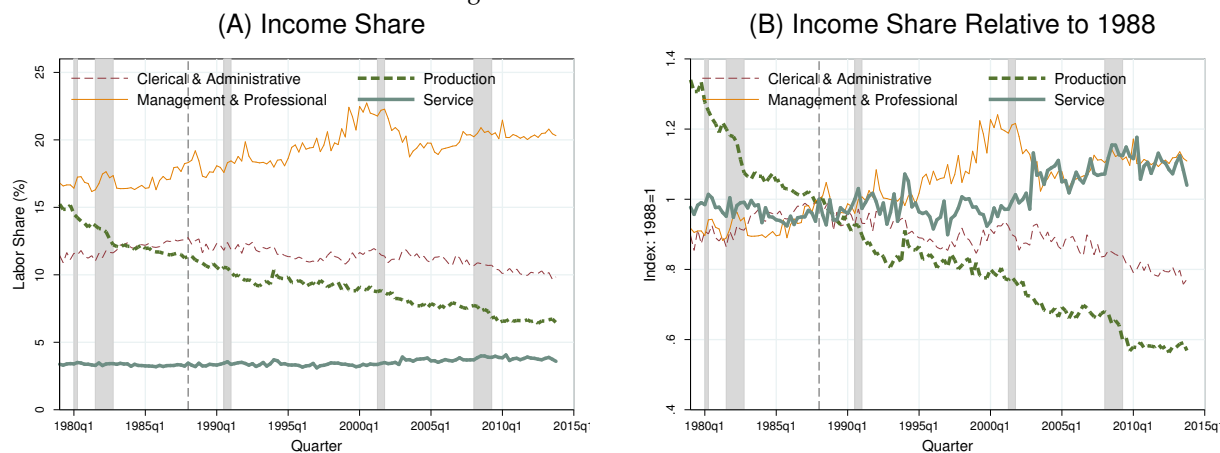 (A) Income Share
25
20
15
10
5
0
Labor Share (%)
Clerical & Administrative
Production
Management & Professional
Service
1980q1 1985q1 1990q1 1995q1 2000q1 2005q1 2010q1 2015q1
Quarter
(B) Income Share Relative to 1988
1.4
1.2
1
.8
.6
.4
Index: 1988=1
Clerical & Administrative
Production
Management & Professional
Service
1980q1 1985q1 1990q1 1995q1 2000q1 2005q1 2010q1 2015q
Quarter